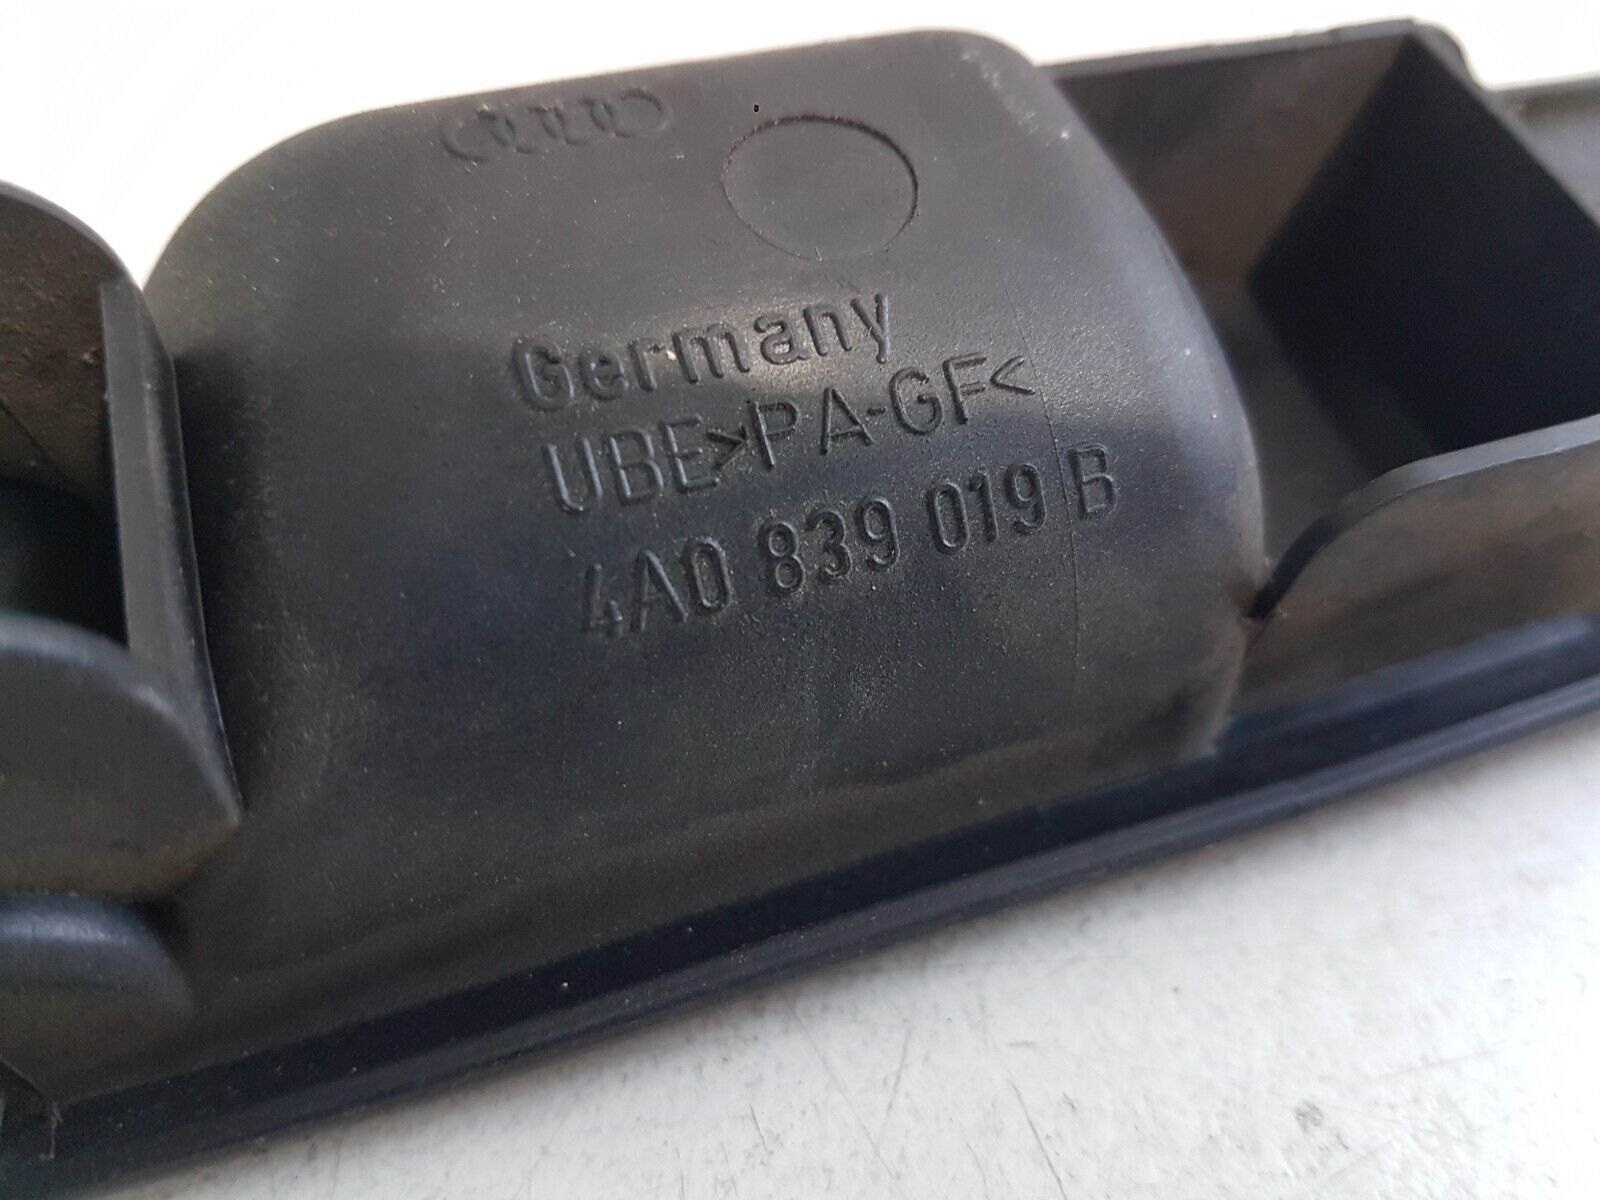 Germany
UBE >PA-GF<
4A0 839 019 B